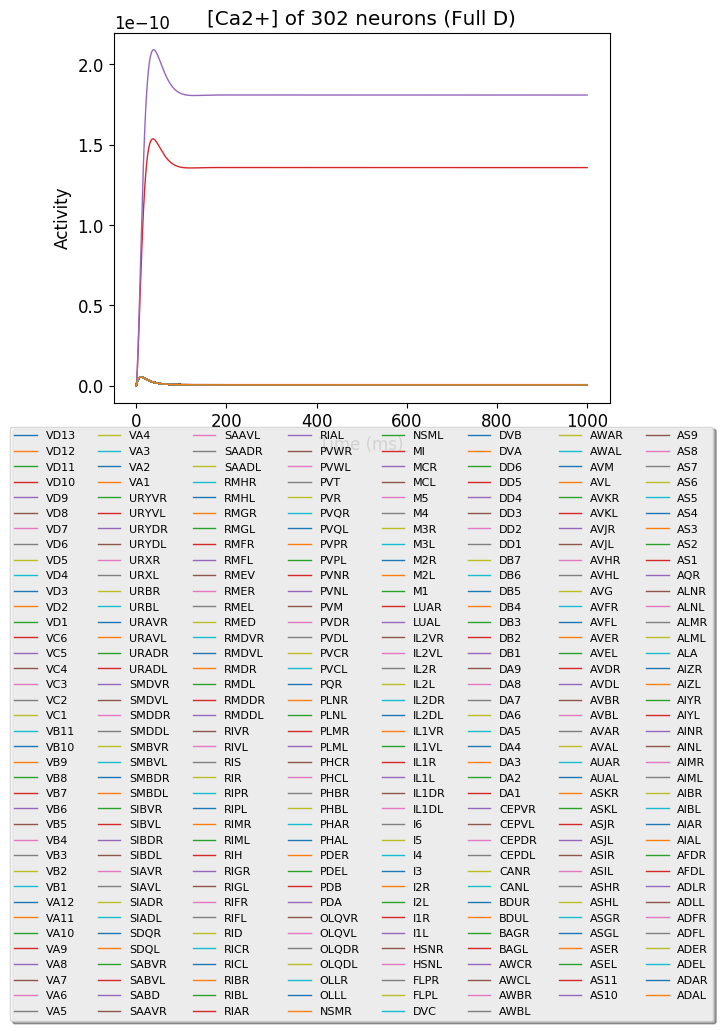 [Ca2+] of 302 neurons (Full D)
1e−10
2.0
1.5
1.0
0.5
0.0
Activity
0
200
400
600
800
1000
Time (ms)
VD13
VD12
VD11
VD10
VD9
VD8
VD7
VD6
VD5
VD4
VD3
VD2
VD1
VC6
VC5
VC4
VC3
VC2
VC1
VB11
VB10
VB9
VB8
VB7
VB6
VB5
VB4
VB3
VB2
VB1
VA12
VA11
VA10
VA9
VA8
VA7
VA6
VA5
VA4
VA3
VA2
VA1
URYVR
URYVL
URYDR
URYDL
URXR
URXL
URBR
URBL
URAVR
URAVL
URADR
URADL
SMDVR
SMDVL
SMDDR
SMDDL
SMBVR
SMBVL
SMBDR
SMBDL
SIBVR
SIBVL
SIBDR
SIBDL
SIAVR
SIAVL
SIADR
SIADL
SDQR
SDQL
SABVR
SABVL
SABD
SAAVR
SAAVL
SAADR
SAADL
RMHR
RMHL
RMGR
RMGL
RMFR
RMFL
RMEV
RMER
RMEL
RMED
RMDVR
RMDVL
RMDR
RMDL
RMDDR
RMDDL
RIVR
RIVL
RIS
RIR
RIPR
RIPL
RIMR
RIML
RIH
RIGR
RIGL
RIFR
RIFL
RID
RICR
RICL
RIBR
RIBL
RIAR
RIAL
PVWR
PVWL
PVT
PVR
PVQR
PVQL
PVPR
PVPL
PVNR
PVNL
PVM
PVDR
PVDL
PVCR
PVCL
PQR
PLNR
PLNL
PLMR
PLML
PHCR
PHCL
PHBR
PHBL
PHAR
PHAL
PDER
PDEL
PDB
PDA
OLQVR
OLQVL
OLQDR
OLQDL
OLLR
OLLL
NSMR
NSML
MI
MCR
MCL
M5
M4
M3R
M3L
M2R
M2L
M1
LUAR
LUAL
IL2VR
IL2VL
IL2R
IL2L
IL2DR
IL2DL
IL1VR
IL1VL
IL1R
IL1L
IL1DR
IL1DL
I6
I5
I4
I3
I2R
I2L
I1R
I1L
HSNR
HSNL
FLPR
FLPL
DVC
DVB
DVA
DD6
DD5
DD4
DD3
DD2
DD1
DB7
DB6
DB5
DB4
DB3
DB2
DB1
DA9
DA8
DA7
DA6
DA5
DA4
DA3
DA2
DA1
CEPVR
CEPVL
CEPDR
CEPDL
CANR
CANL
BDUR
BDUL
BAGR
BAGL
AWCR
AWCL
AWBR
AWBL
AWAR
AWAL
AVM
AVL
AVKR
AVKL
AVJR
AVJL
AVHR
AVHL
AVG
AVFR
AVFL
AVER
AVEL
AVDR
AVDL
AVBR
AVBL
AVAR
AVAL
AUAR
AUAL
ASKR
ASKL
ASJR
ASJL
ASIR
ASIL
ASHR
ASHL
ASGR
ASGL
ASER
ASEL
AS11
AS10
AS9
AS8
AS7
AS6
AS5
AS4
AS3
AS2
AS1
AQR
ALNR
ALNL
ALMR
ALML
ALA
AIZR
AIZL
AIYR
AIYL
AINR
AINL
AIMR
AIML
AIBR
AIBL
AIAR
AIAL
AFDR
AFDL
ADLR
ADLL
ADFR
ADFL
ADER
ADEL
ADAR
ADAL